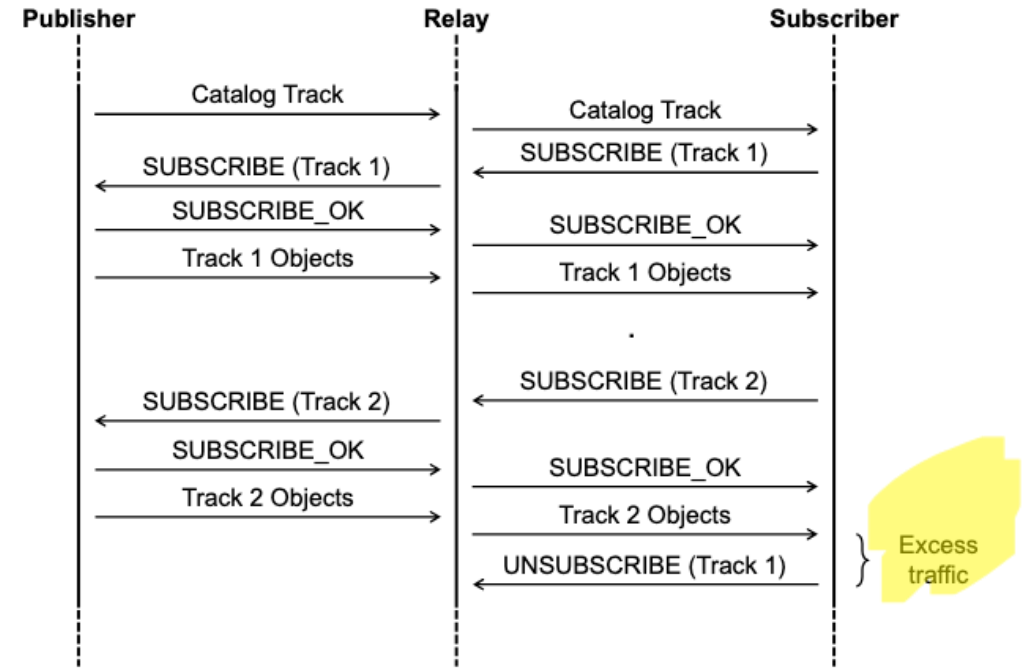 Publisher
Relay
Subscriber
Catalog Track
Catalog Track
SUBSCRIBE (Track 1)
SUBSCRIBE (Track 1)
SUBSCRIBE_OK
SUBSCRIBE_OK
Track 1 Objects
Track 1 Objects
.
SUBSCRIBE (Track 2)
SUBSCRIBE (Track 2)
SUBSCRIBE_OK
SUBSCRIBE_OK
Track 2 Objects
Track 2 Objects
Excess
traffic
UNSUBSCRIBE (Track 1)